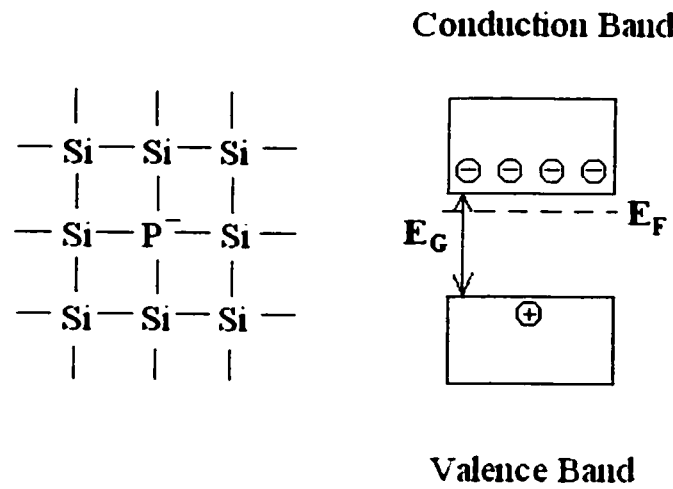 Conduction Band
Si Si Si
Si P⁻ Si
Si Si Si
E_G
E_F
Valence Band